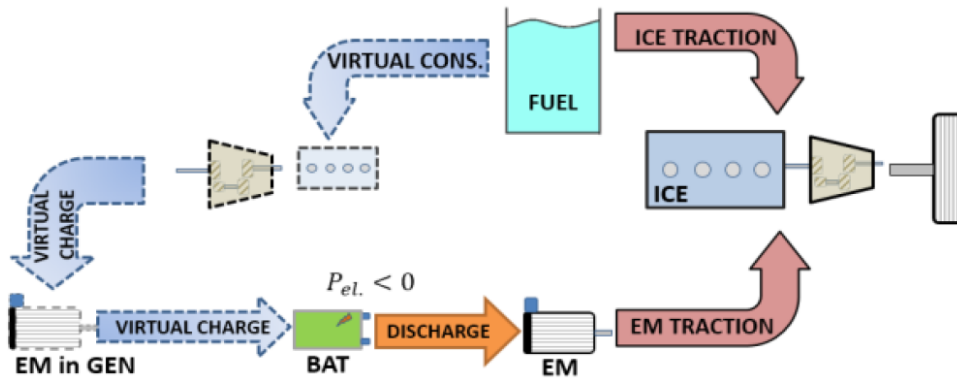 ICE TRACTION
VIRTUAL CONS.
FUEL
ICE
VIRTUAL
CHARGE
P_el. < 0
VIRTUAL CHARGE
DISCHARGE
EM TRACTION
EM in GEN
BAT
EM